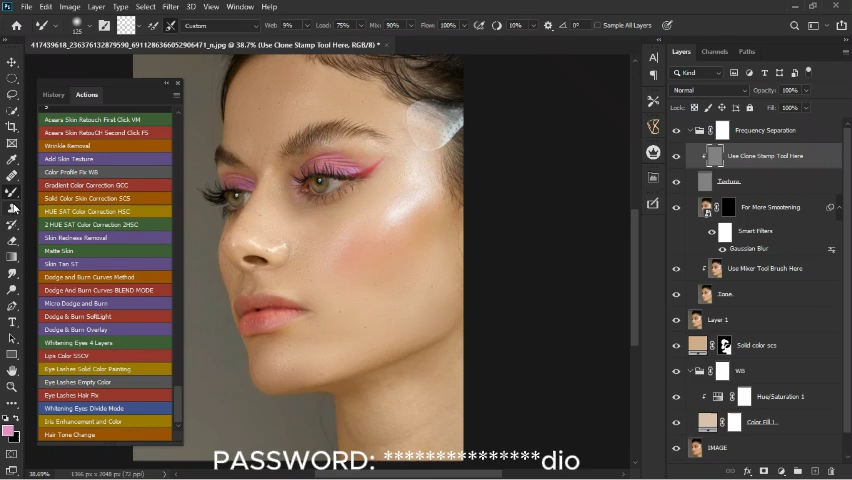 File Edit Image Layer Type Select Filter 3D View Window Help
Custom Web: 9% Load: 75% Mix: 90% Flow: 100% 10% 0° Sample All Layers
125
417439618_236376132879590_6911286366052906471_n.jpg @ 38.7% (Use Clone Stamp Tool Here, RGB/8) *
History Actions
Acears Skin Retouch First Click VM
Acears Skin RetouCH Second Click FS
Wrinkle Removal
Add Skin Texture
Color Profile Fix WB
Gradient Color Correction GCC
Solid Color Skin Correction SCS
HUE SAT Color Correction HSC
2 HUE SAT Color Correction 2HSC
Skin Redness Removal
Matte Skin
Skin Tan ST
Dodge and Burn Curves Method
Dodge And Burn Curves BLEND MODE
Micro Dodge and Burn
Dodge & Burn SoftLight
Dodge & Burn Overlay
Whitening Eyes 4 Layers
Lips Color SSCV
Eye Lashes Solid Color Painting
Eye Lashes Empty Color
Eye Lashes Hair Fix
Whitening Eyes Divide Mode
Iris Enhancement and Color
Hair Tone Change
Layers Channels Paths
Kind
Normal Opacity: 100%
Lock: Fill: 100%
Frequency Separation
Use Clone Stamp Tool Here
Texture
For More Smootening
Smart Filters
Gaussian Blur
Use Mixer Tool Brush Here
Tone
Layer 1
Solid color scs
WB
Hue/Saturation 1
Color Fill 1
IMAGE
PASSWORD: ***************dio
38.69% 1366 px x 2048 px (72 ppi)